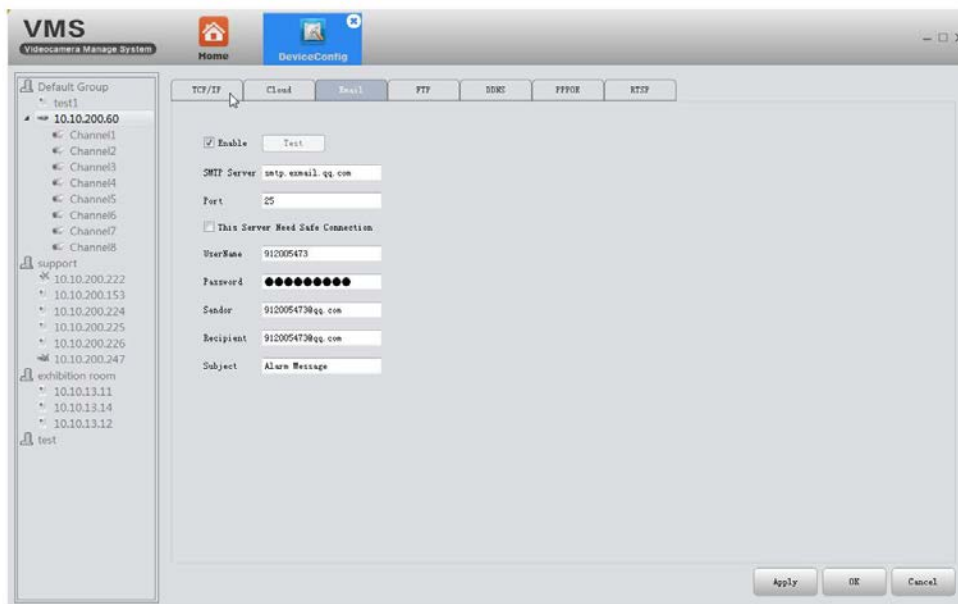 VMS
Videocamera Manage System
Home
DeviceConfig
Default Group
test1
10.10.200.60
Channel1
Channel2
Channel3
Channel4
Channel5
Channel6
Channel7
Channel8
support
10.10.200.222
10.10.200.153
10.10.200.224
10.10.200.225
10.10.200.226
10.10.200.247
exhibition room
10.10.13.11
10.10.13.14
10.10.13.12
test
TCP/IP Cloud Email FTP DDNS PPPOE RTSP
Enable Test
SMTP Server smtp.exmail.qq.com
Port 25
This Server Need Safe Connection
UserName 912005473
Password ●●●●●●●●●
Sendor 912005473@qq.com
Recipient 912005473@qq.com
Subject Alarm Message
Apply OK Cancel